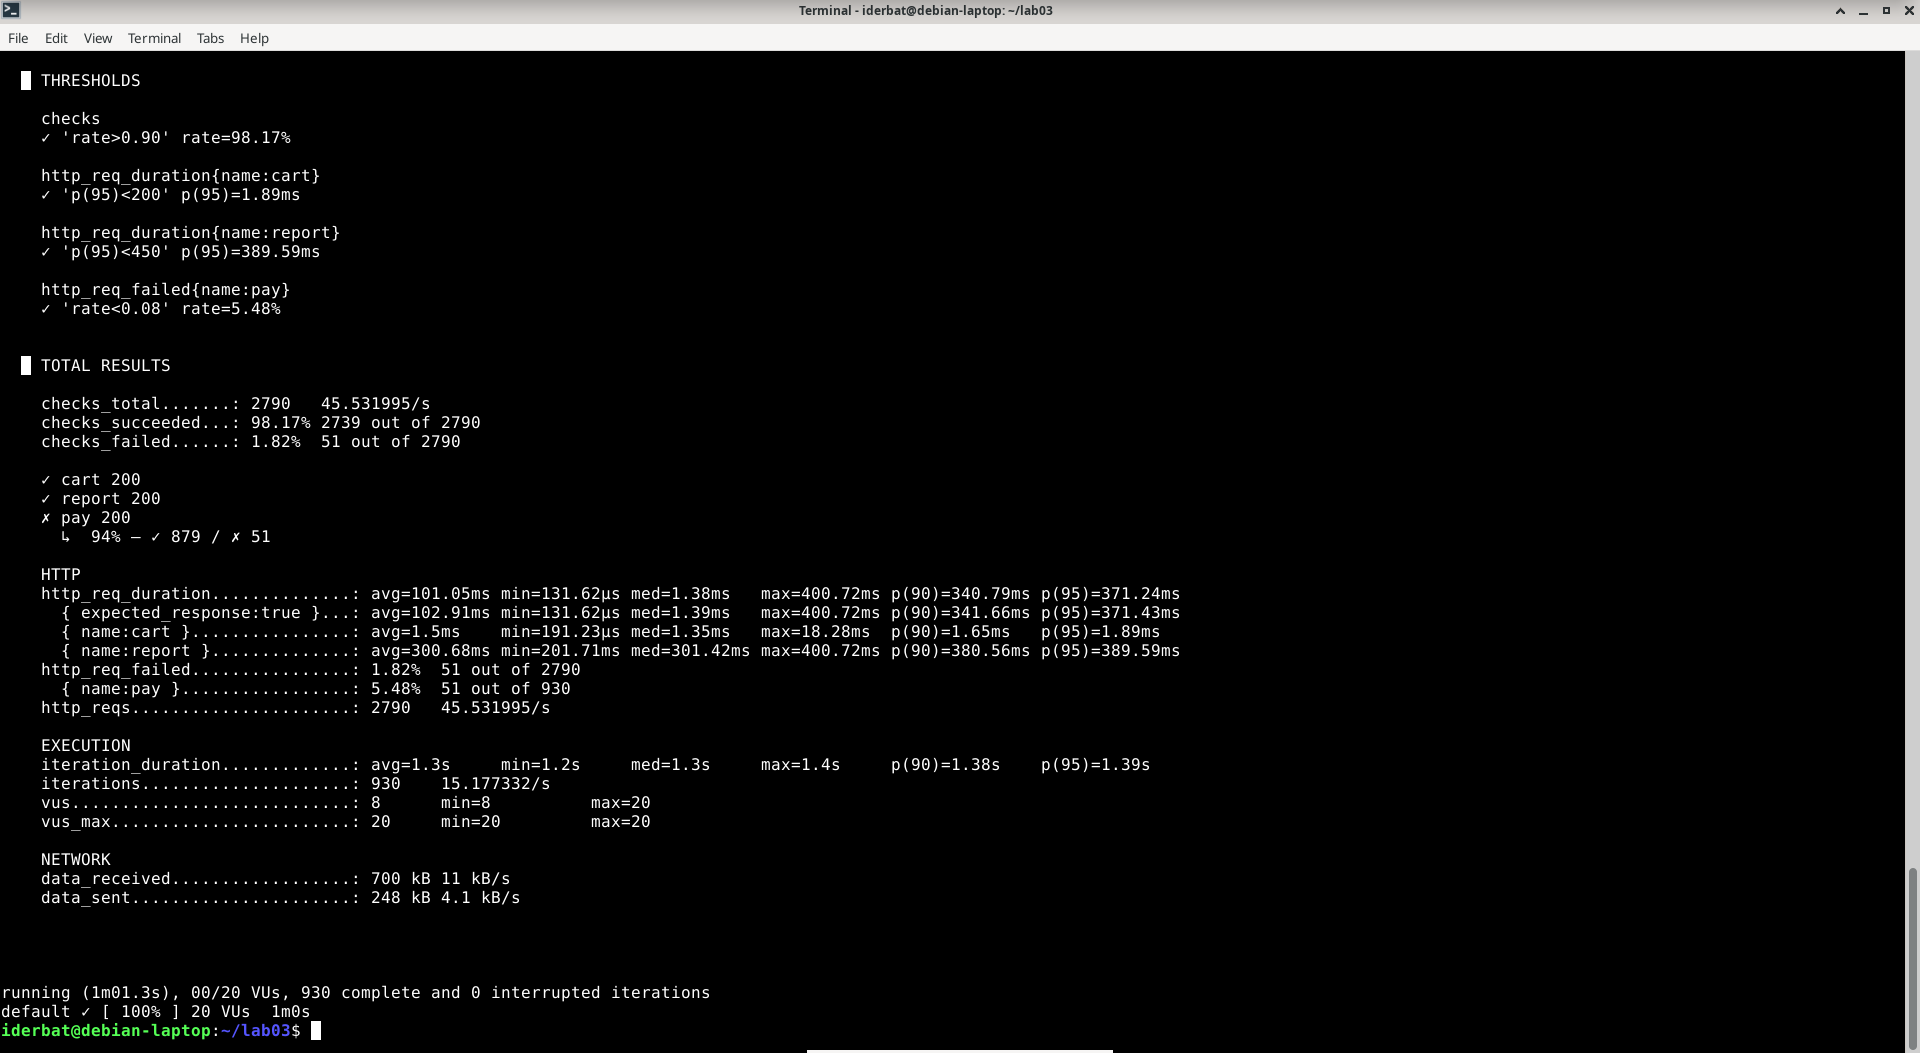 Terminal - iderbat@debian-laptop: ~/lab03
File Edit View Terminal Tabs Help
THRESHOLDS
checks
✓ 'rate>0.90' rate=98.17%
http_req_duration{name:cart}
✓ 'p(95)<200' p(95)=1.89ms
http_req_duration{name:report}
✓ 'p(95)<450' p(95)=389.59ms
http_req_failed{name:pay}
✓ 'rate<0.08' rate=5.48%
TOTAL RESULTS
checks_total.......: 2790   45.531995/s
checks_succeeded...: 98.17% 2739 out of 2790
checks_failed......: 1.82%  51 out of 2790
✓ cart 200
✓ report 200
✗ pay 200
↳  94% — ✓ 879 / ✗ 51
HTTP
http_req_duration..............: avg=101.05ms min=131.62µs med=1.38ms   max=400.72ms p(90)=340.79ms p(95)=371.24ms
{ expected_response:true }...: avg=102.91ms min=131.62µs med=1.39ms   max=400.72ms p(90)=341.66ms p(95)=371.43ms
{ name:cart }................: avg=1.5ms    min=191.23µs med=1.35ms   max=18.28ms  p(90)=1.65ms   p(95)=1.89ms
{ name:report }..............: avg=300.68ms min=201.71ms med=301.42ms max=400.72ms p(90)=380.56ms p(95)=389.59ms
http_req_failed................: 1.82%  51 out of 2790
{ name:pay }.................: 5.48%  51 out of 930
http_reqs......................: 2790   45.531995/s
EXECUTION
iteration_duration.............: avg=1.3s     min=1.2s     med=1.3s     max=1.4s     p(90)=1.38s    p(95)=1.39s
iterations.....................: 930    15.177332/s
vus............................: 8      min=8          max=20
vus_max........................: 20     min=20         max=20
NETWORK
data_received..................: 700 kB 11 kB/s
data_sent......................: 248 kB 4.1 kB/s
running (1m01.3s), 00/20 VUs, 930 complete and 0 interrupted iterations
default ✓ [ 100% ] 20 VUs  1m0s
iderbat@debian-laptop:~/lab03$